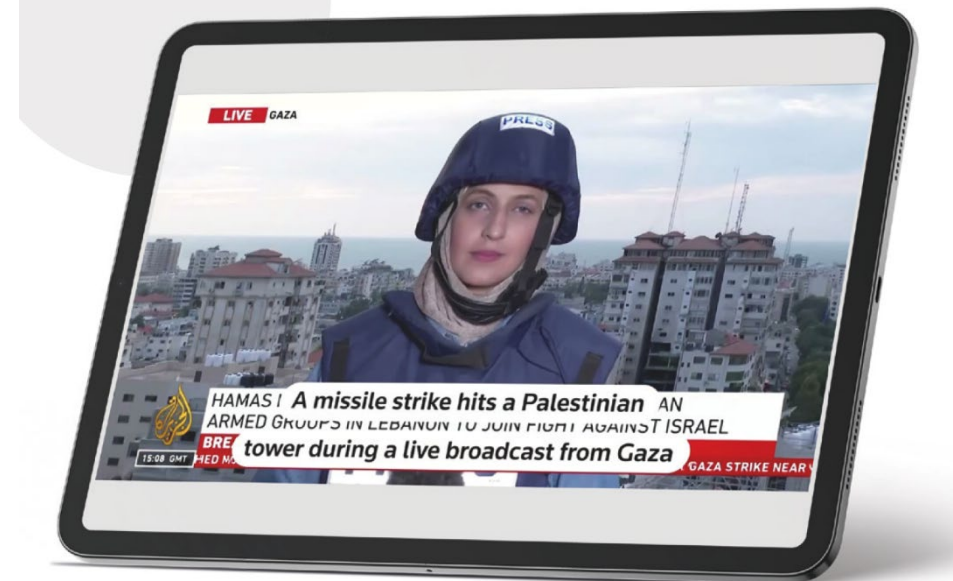 LIVE GAZA
PRESS
HAMAS A missile strike hits a Palestinian AN
ARMED GROUPS IN LEBANON TO JOIN FIGHT AGAINST ISRAEL
BRE tower during a live broadcast from Gaza
15:08 GMT HED GAZA STRIKE NEAR